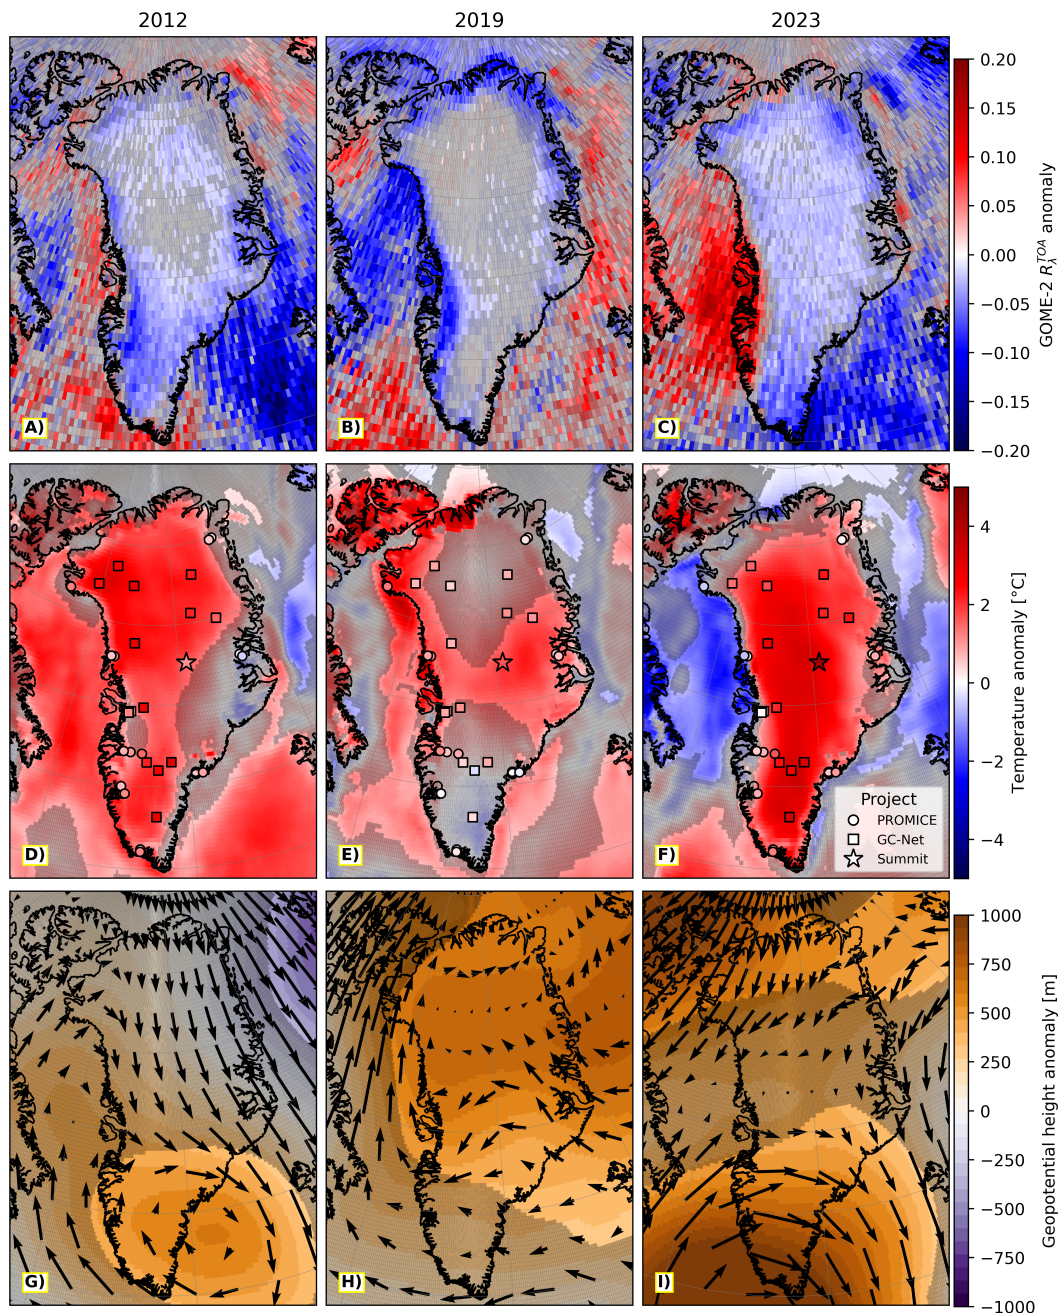 2012 2019 2023
A) B) C)
0.20
0.15
0.10
0.05
0.00
−0.05
−0.10
−0.15
−0.20
GOME-2 R_λ^TOA anomaly
D) E) F)
Project
PROMICE
GC-Net
Summit
4
2
0
−2
−4
Temperature anomaly [°C]
G) H) I)
1000
750
500
250
0
−250
−500
−750
−1000
Geopotential height anomaly [m]